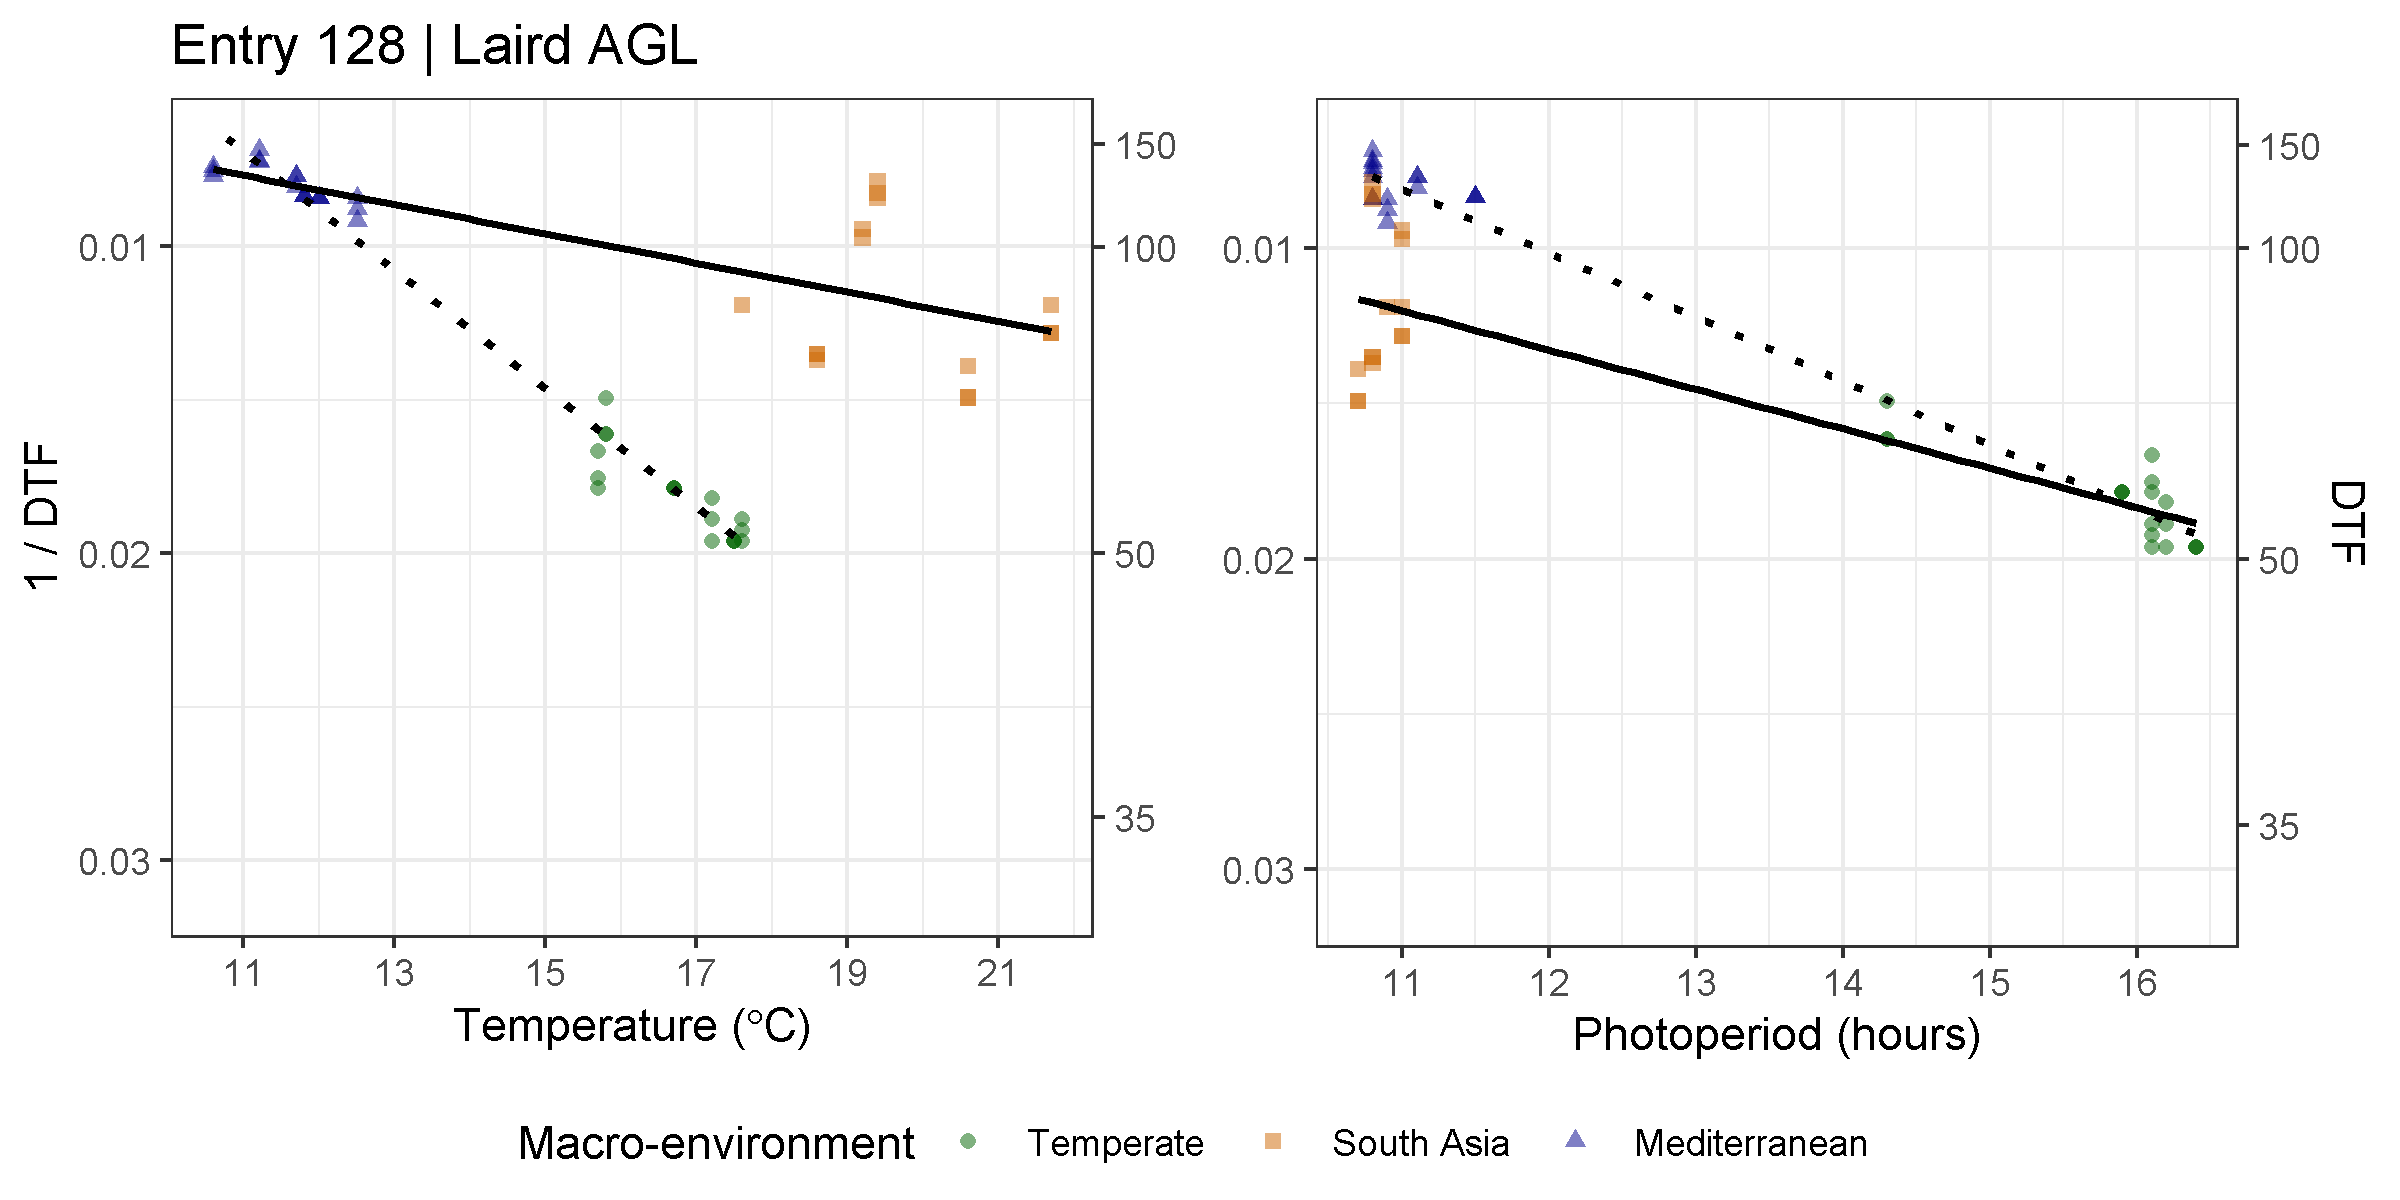 Entry 128 | Laird AGL
1 / DTF
0.01
0.02
0.03
150
100
50
35
11 13 15 17 19 21
Temperature (°C)
0.01
0.02
0.03
150
100
50
35
DTF
11 12 13 14 15 16
Photoperiod (hours)
Macro-environment Temperate South Asia Mediterranean